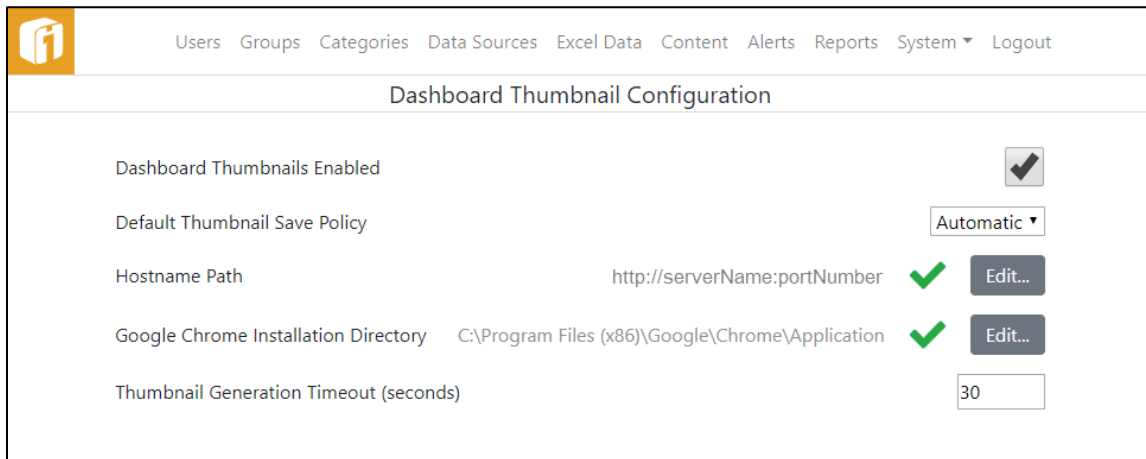 Users Groups Categories Data Sources Excel Data Content Alerts Reports System Logout
Dashboard Thumbnail Configuration
Dashboard Thumbnails Enabled
Default Thumbnail Save Policy Automatic
Hostname Path http://serverName:portNumber Edit...
Google Chrome Installation Directory C:\Program Files (x86)\Google\Chrome\Application Edit...
Thumbnail Generation Timeout (seconds) 30